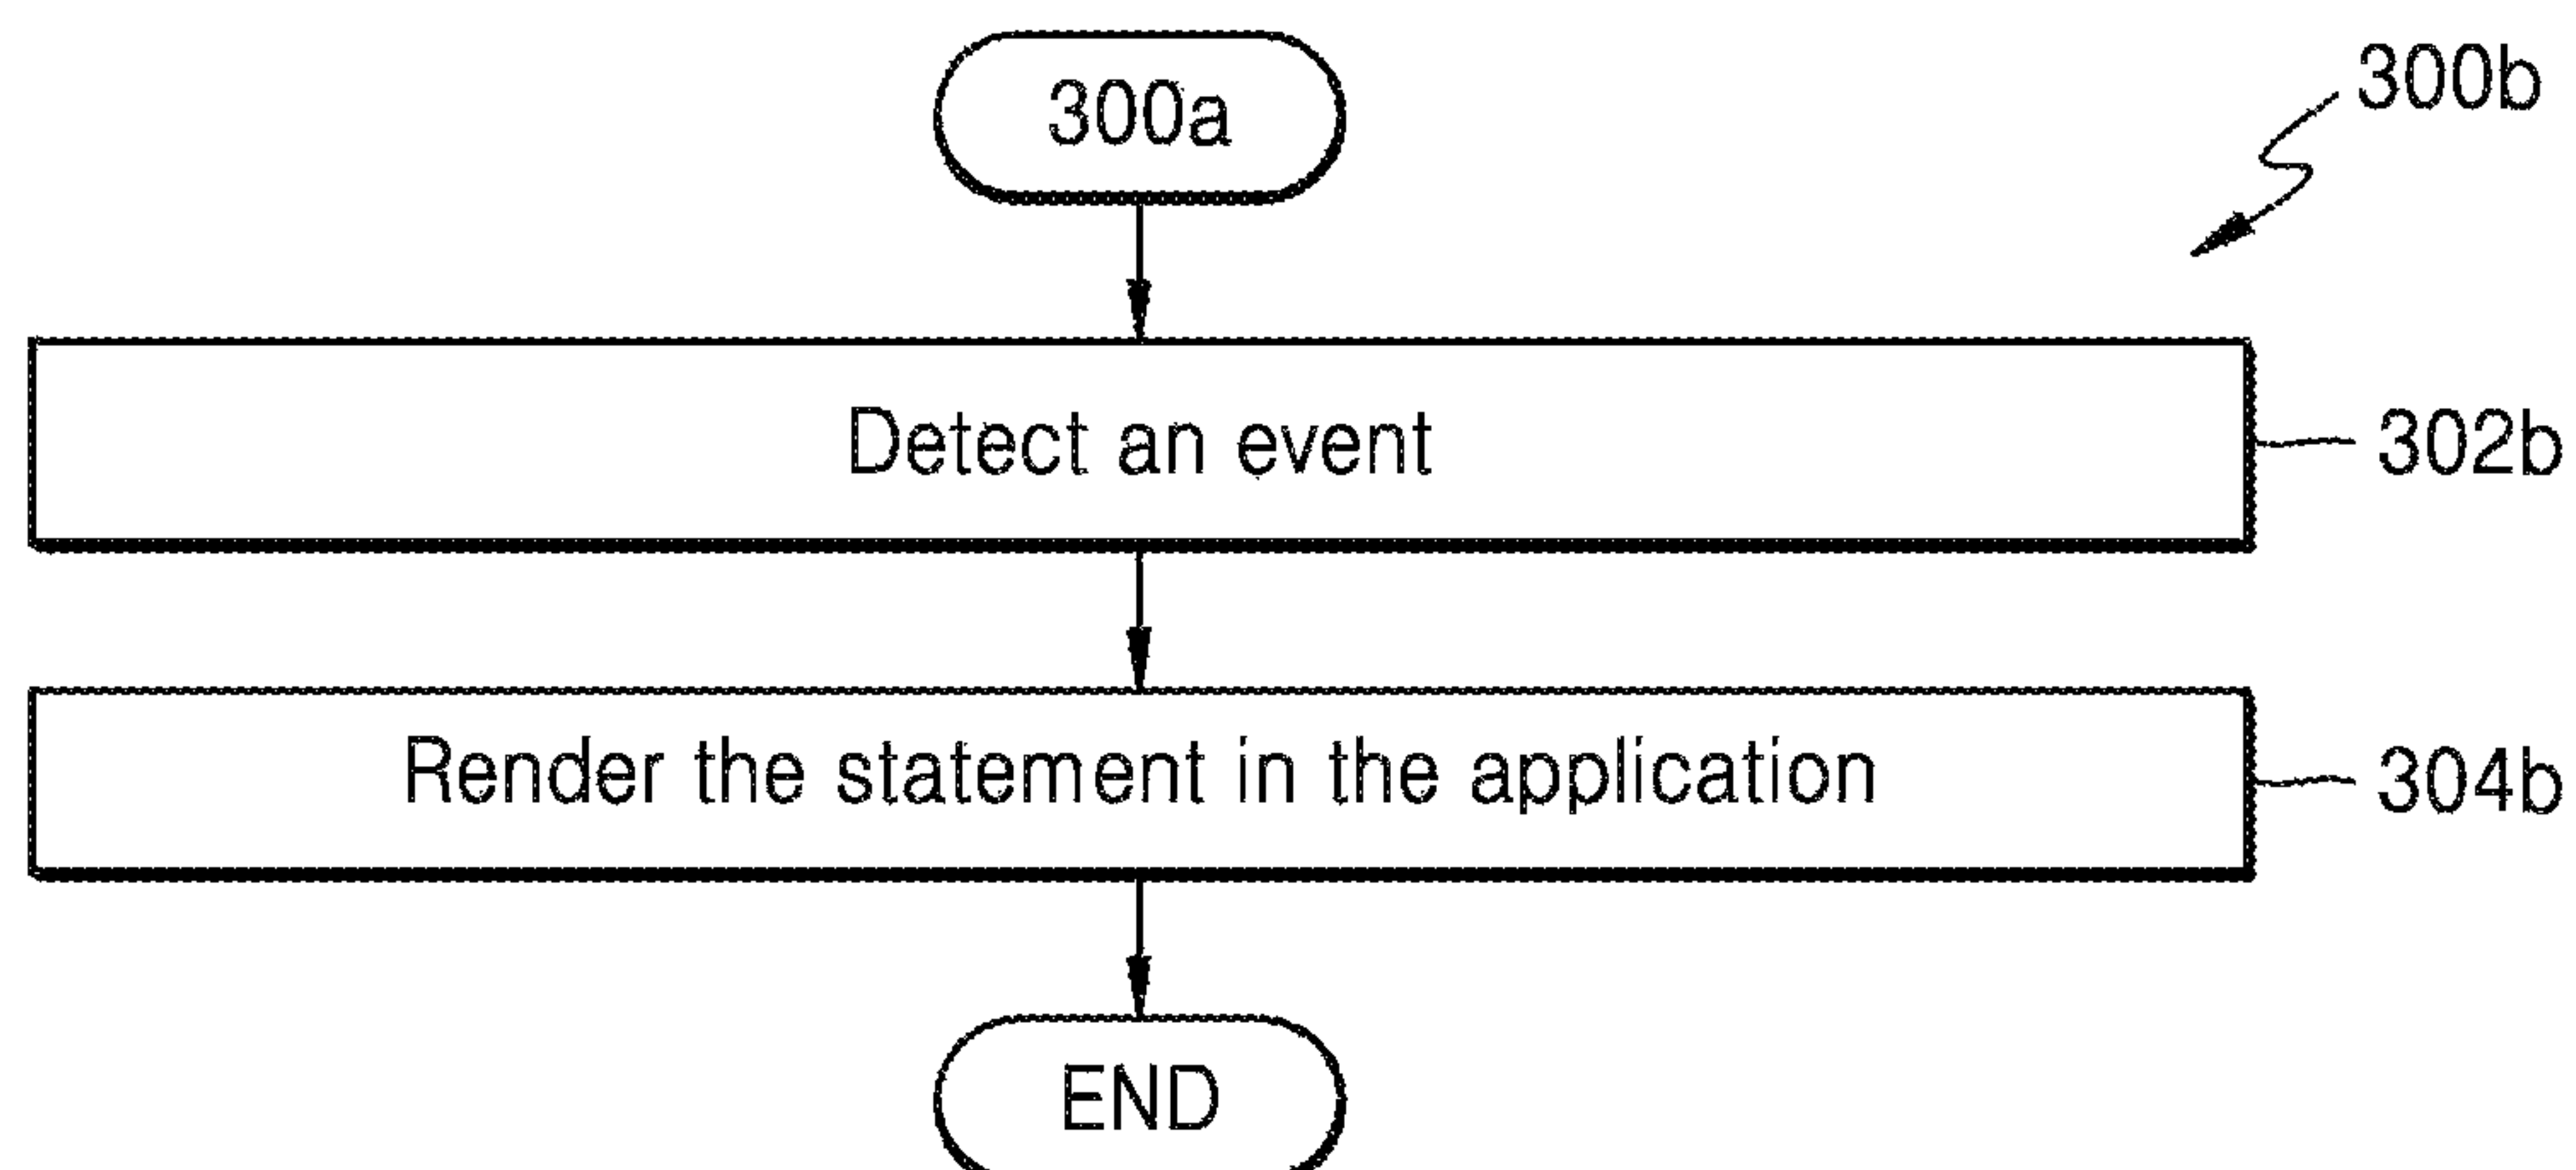 300a
300b
Detect an event
302b
Render the statement in the application
304b
END